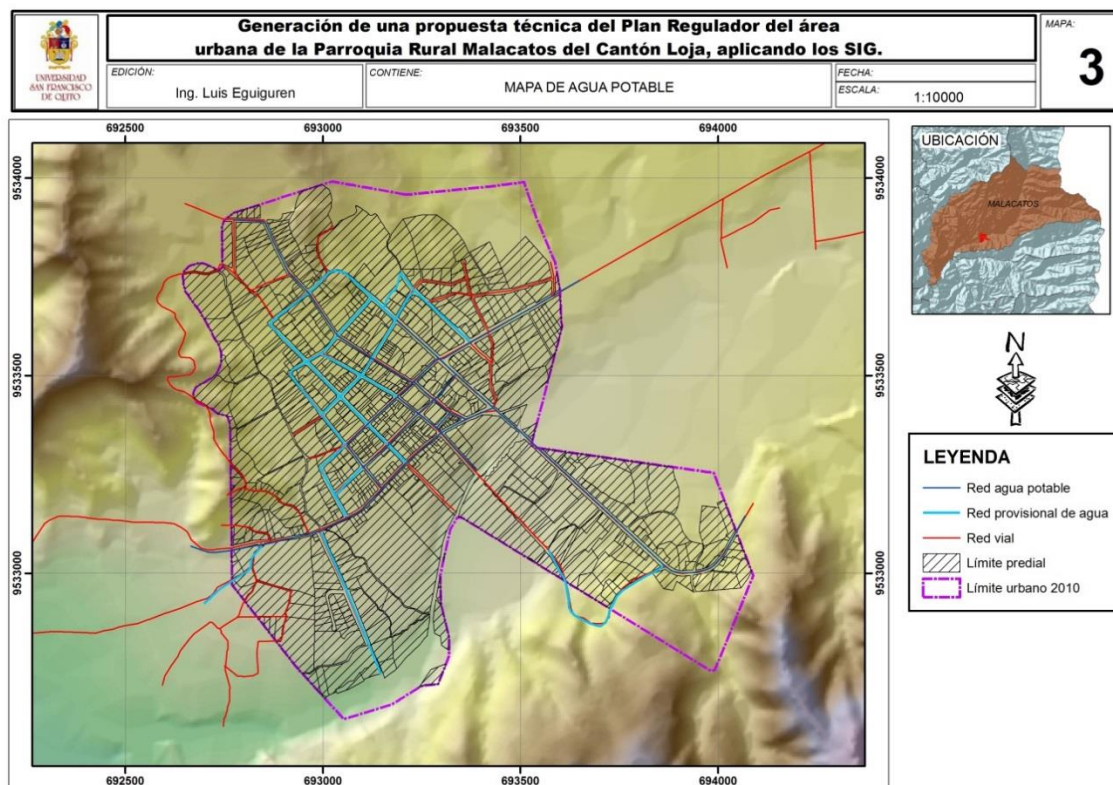 UNIVERSIDAD
SAN FRANCISCO
DE QUITO
Generación de una propuesta técnica del Plan Regulador del área
urbana de la Parroquia Rural Malacatos del Cantón Loja, aplicando los SIG.
MAPA:
3
EDICIÓN:
Ing. Luis Eguiguren
CONTIENE:
MAPA DE AGUA POTABLE
FECHA:
ESCALA:
1:10000
692500
693000
693500
694000
9534000
9533500
9533000
9534000
9533500
9533000
692500
693000
693500
694000
UBICACIÓN
MALACATOS
N
LEYENDA
Red agua potable
Red provisional de agua
Red vial
Límite predial
Límite urbano 2010